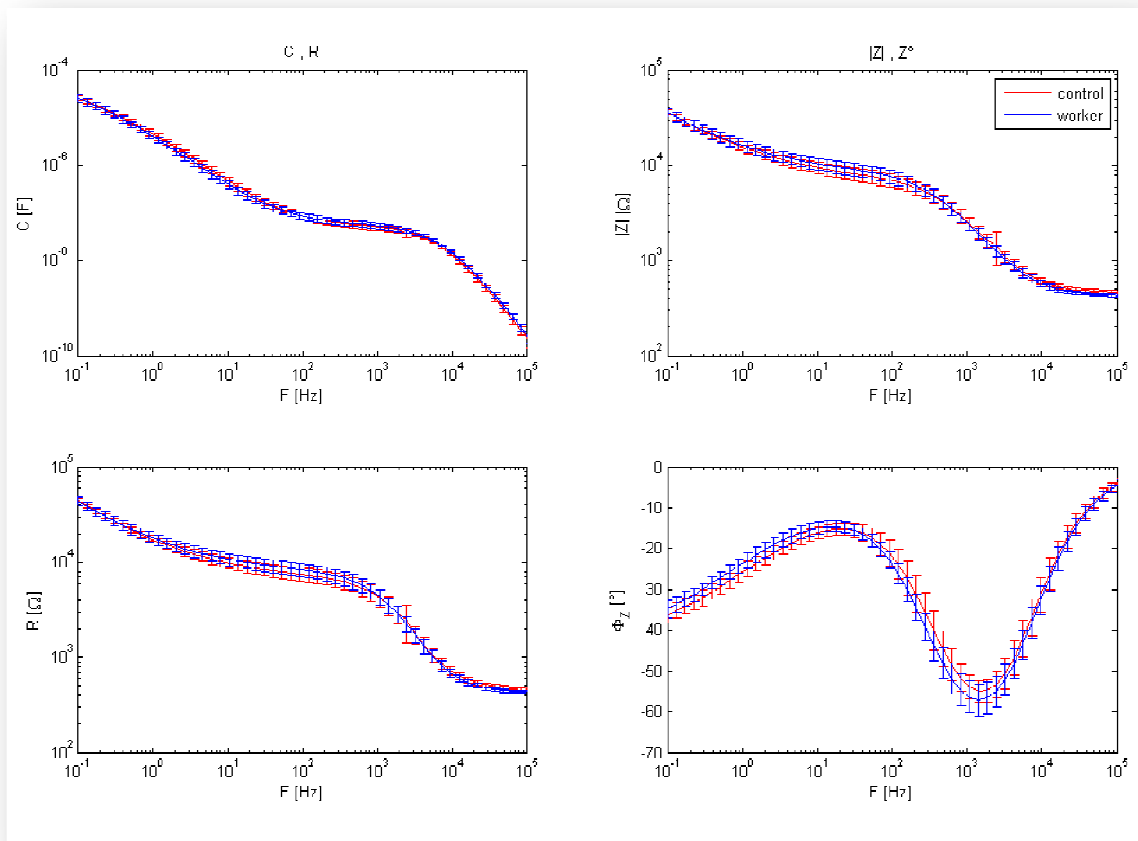 C , R
10^-4
10^-6
10^-8
10^-10
C [F]
10^-1 10^0 10^1 10^2 10^3 10^4 10^5
F [Hz]
|Z| , Z°
10^5
10^4
10^3
10^2
|Z| [Ω]
control
worker
10^-1 10^0 10^1 10^2 10^3 10^4 10^5
F [Hz]
10^5
10^4
10^3
10^2
R [Ω]
10^-1 10^0 10^1 10^2 10^3 10^4 10^5
F [Hz]
0
-10
-20
-30
-40
-50
-60
-70
Φ_Z [°]
10^-1 10^0 10^1 10^2 10^3 10^4 10^5
F [Hz]